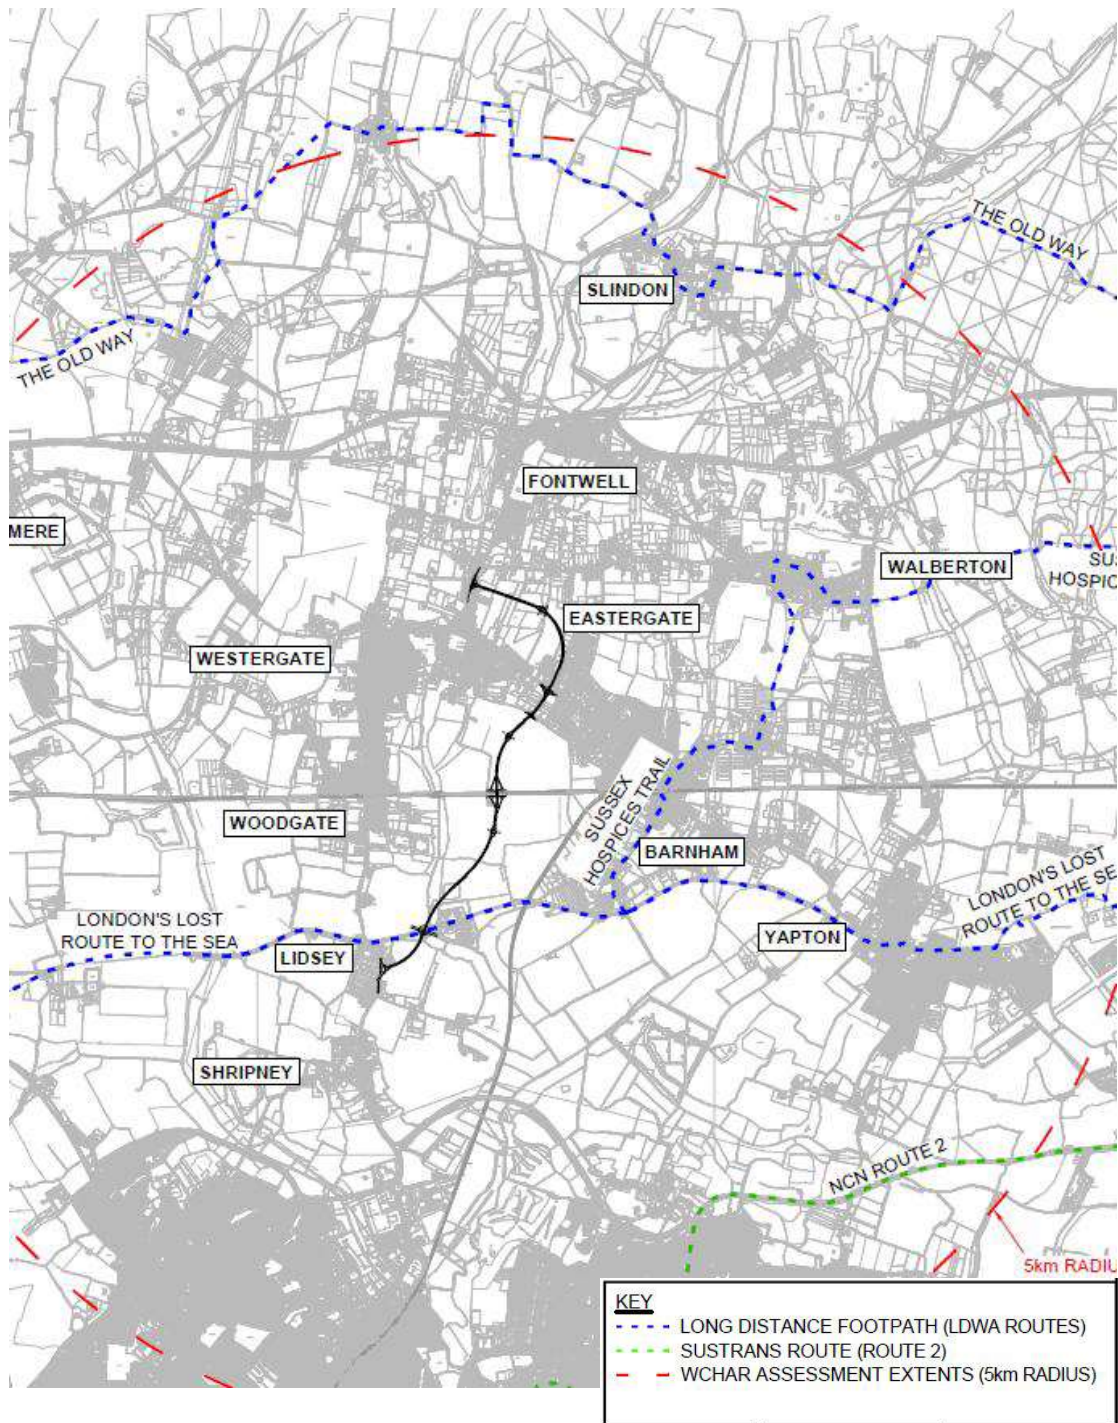 THE OLD WAY
SLINDON
THE OLD WAY
FONTWELL
MERE
WALBERTON
SU
HOSPIC
EASTERGATE
WESTERGATE
SUSSEX
HOSPICES TRAIL
WOODGATE
BARNHAM
LONDON'S LOST
ROUTE TO THE SEA
LONDON'S LOST
ROUTE TO THE SE
YAPTON
LIDSEY
SHRIPNEY
NCN ROUTE 2
5km RADIU
KEY
LONG DISTANCE FOOTPATH (LDWA ROUTES)
SUSTRANS ROUTE (ROUTE 2)
WCHAR ASSESSMENT EXTENTS (5km RADIUS)